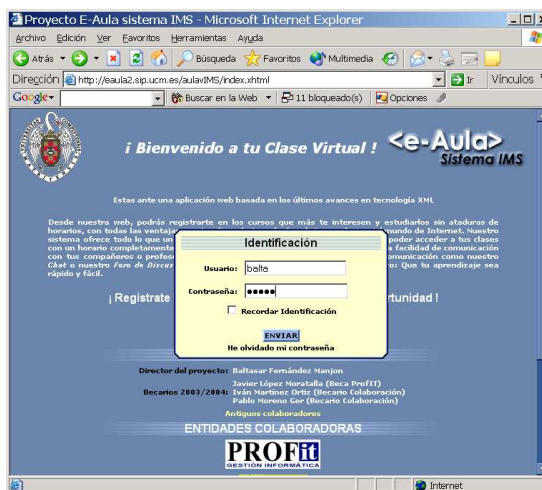 Proyecto E-Aula sistema IMS - Microsoft Internet Explorer
Archivo Edición Ver Favoritos Herramientas Ayuda
Atrás Búsqueda Favoritos Multimedia
Dirección http://eaula2.sip.ucm.es/aulavIMS/index.xhtml Ir Vínculos
Google Buscar en la Web 11 bloqueado(s) Opciones
¡ Bienvenido a tu Clase Virtual !
<e-Aula>
Sistema IMS
Estas ante una aplicación web basada en los últimos avances en tecnología XML
Desde nuestra web, podrás registrarte en los cursos que más te interesen y estudiarlos sin ataduras de
horarios, con todas las ventajas mundo de Internet. Nuestro
sistema ofrece todo lo que un poder acceder a tus clases
con un horario completamente facilidad de comunicación
con tus compañeros o profesor comunicación como nuestro
Chat o nuestro Foro de Discus : Que tu aprendizaje sea
rápido y fácil.
Identificación
Usuario: balta
Contraseña: •••••
Recordar Identificación
ENVIAR
He olvidado mi contraseña
¡ Registrate rtunidad !
Director del proyecto: Baltasar Fernández Manjon
Javier López Moratalla (Beca ProfIT)
Becarios 2003/2004: Iván Martínez Ortiz (Becario Colaboración)
Pablo Moreno Ger (Becario Colaboración)
Antiguos colaboradores
ENTIDADES COLABORADORAS
PROFit
GESTIÓN INFORMÁTICA
Internet